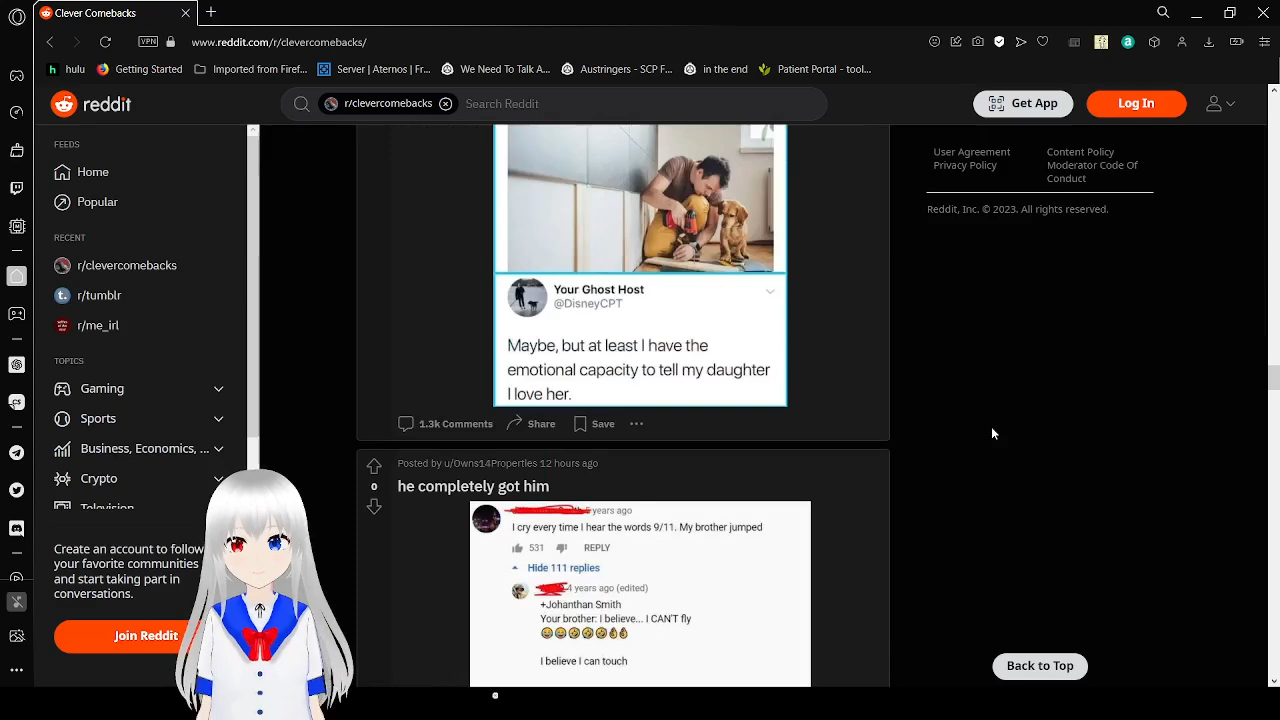 Clever Comebacks
VPN
www.reddit.com/r/clevercomebacks/
hulu
Getting Started
Imported from Firef...
Server | Aternos | Fr...
We Need To Talk A...
Austringers - SCP F...
in the end
Patient Portal - tool...
reddit
r/clevercomebacks
Search Reddit
Get App
Log In
FEEDS
Home
Popular
RECENT
r/clevercomebacks
r/tumblr
r/me_irl
TOPICS
Gaming
Sports
Business, Economics, ...
Crypto
Television
Create an account to follow
your favorite communities
and start taking part in
conversations.
Join Reddit
Your Ghost Host
@DisneyCPT
Maybe, but at least I have the
emotional capacity to tell my daughter
I love her.
1.3k Comments
Share
Save
Posted by u/Owns14Properties 12 hours ago
0
he completely got him
5 years ago
I cry every time I hear the words 9/11. My brother jumped
531
REPLY
Hide 111 replies
4 years ago (edited)
+Johanthan Smith
Your brother: I believe... I CAN'T fly
😂😂🤣🤣🤣👌👌
I believe I can touch
User Agreement
Privacy Policy
Content Policy
Moderator Code Of
Conduct
Reddit, Inc. © 2023. All rights reserved.
Back to Top